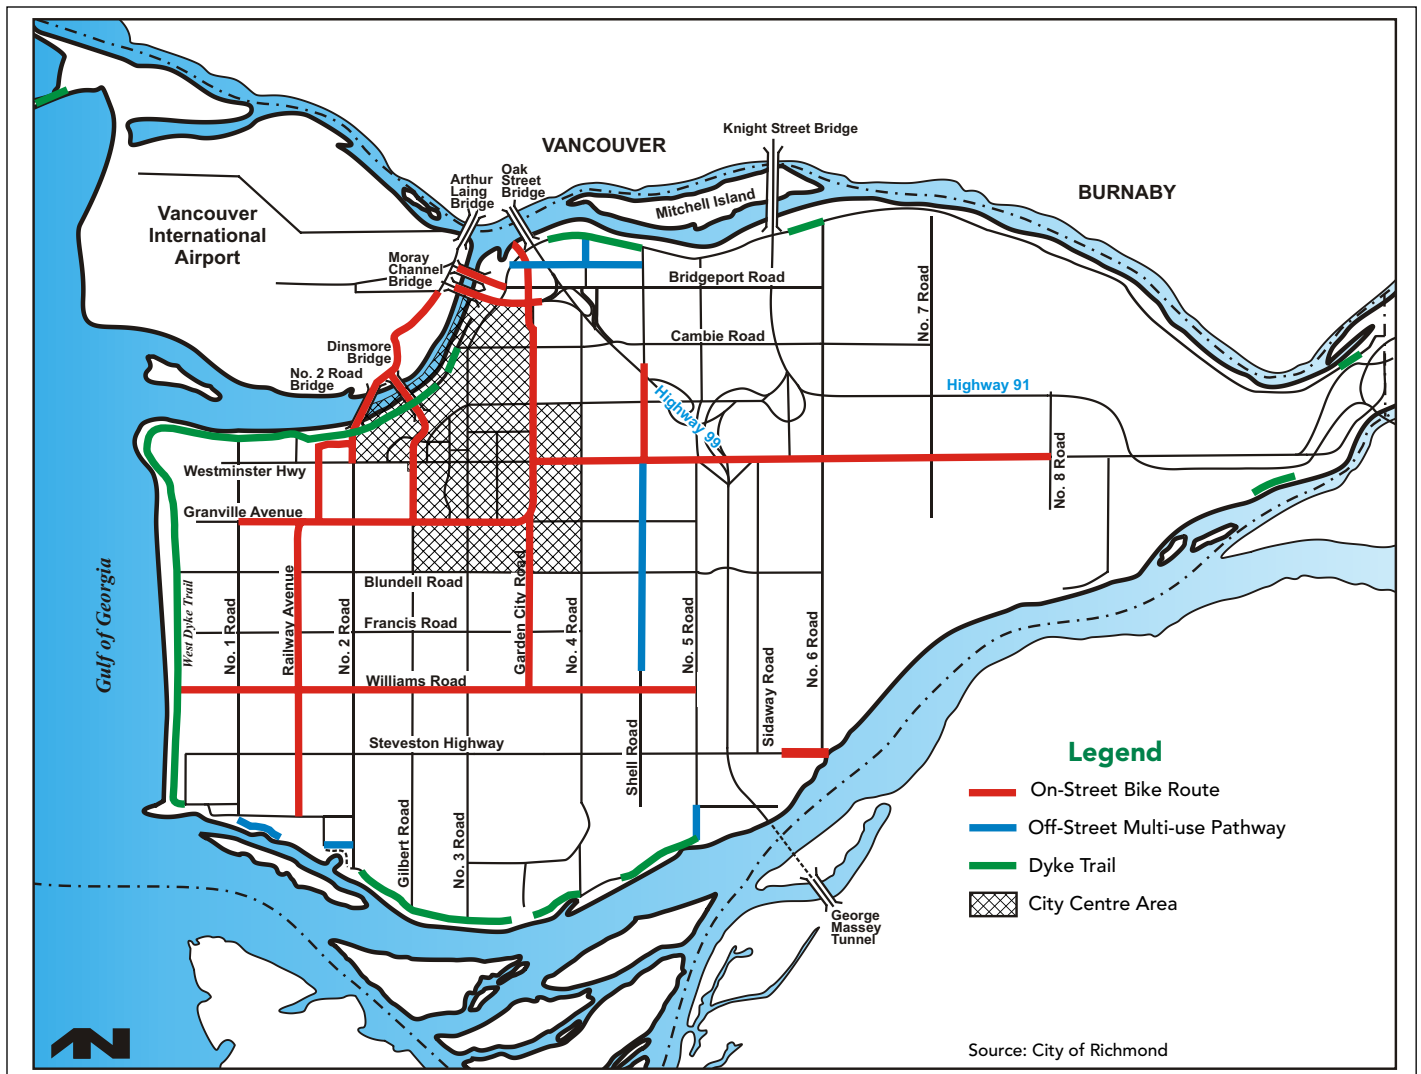 VANCOUVER
Knight Street Bridge
BURNABY
Oak
Street
Bridge
Arthur
Laing
Bridge
Mitchell Island
Vancouver
International
Airport
Moray
Channel
Bridge
Bridgeport Road
No. 7 Road
Cambie Road
Dinsmore
Bridge
No. 2 Road
Bridge
Highway 91
Highway 99
Westminster Hwy
No. 8 Road
Granville Avenue
Gulf of Georgia
West Dyke Trail
Blundell Road
Francis Road
No. 1 Road
Railway Avenue
No. 2 Road
Garden City Road
No. 4 Road
No. 5 Road
No. 6 Road
Sidaway Road
Williams Road
Steveston Highway
Shell Road
Gilbert Road
No. 3 Road
George
Massey
Tunnel
Legend
On-Street Bike Route
Off-Street Multi-use Pathway
Dyke Trail
City Centre Area
N
Source: City of Richmond